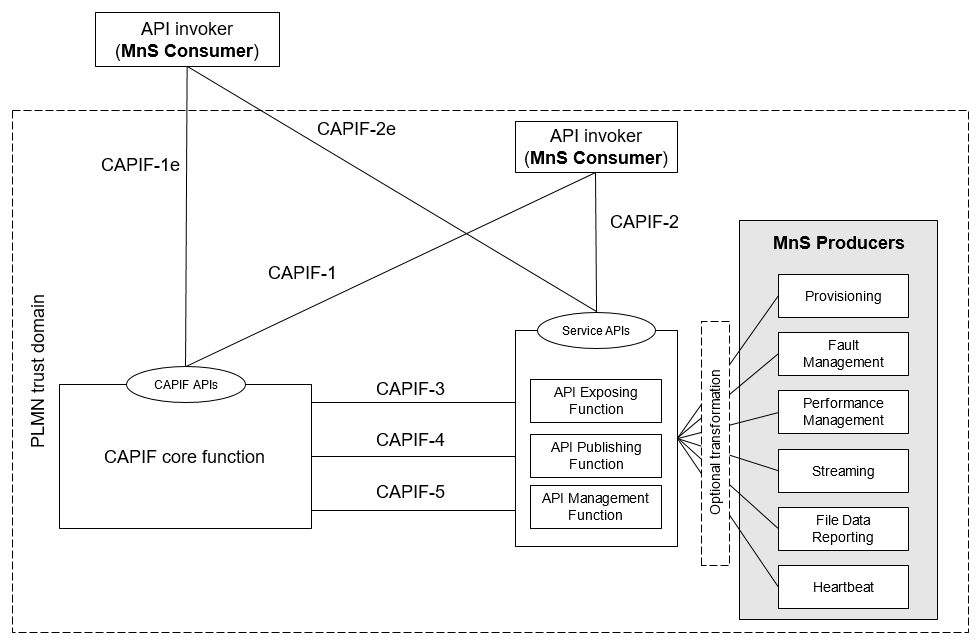 API invoker
(MnS Consumer)
CAPIF-2e
API invoker
(MnS Consumer)
CAPIF-1e
CAPIF-2
CAPIF-1
MnS Producers
Provisioning
Fault
Management
Performance
Management
Streaming
File Data
Reporting
Heartbeat
PLMN trust domain
Service APIs
CAPIF APIs
CAPIF core function
CAPIF-3
CAPIF-4
CAPIF-5
API Exposing
Function
API Publishing
Function
API Management
Function
Optional transformation